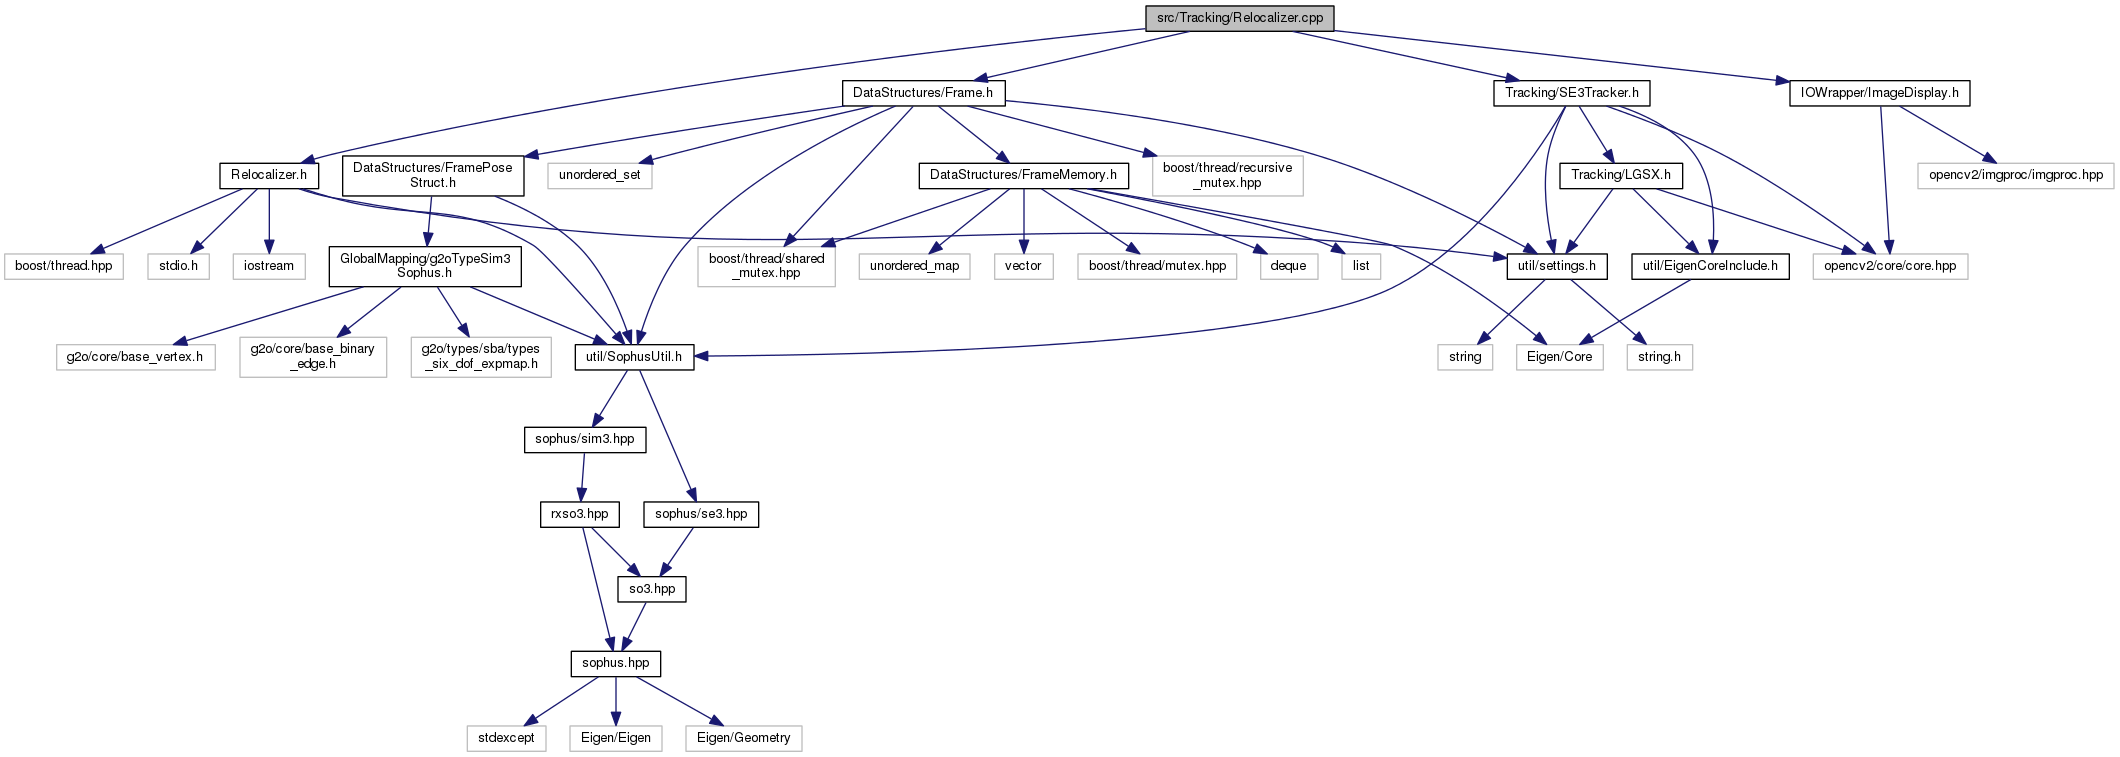 src/Tracking/Relocalizer.cpp
DataStructures/Frame.h
Tracking/SE3Tracker.h
IOWrapper/ImageDisplay.h
Relocalizer.h
DataStructures/FramePose
Struct.h
unordered_set
DataStructures/FrameMemory.h
boost/thread/recursive
_mutex.hpp
Tracking/LGSX.h
opencv2/imgproc/imgproc.hpp
boost/thread.hpp
stdio.h
iostream
GlobalMapping/g2oTypeSim3
Sophus.h
boost/thread/shared
_mutex.hpp
unordered_map
vector
boost/thread/mutex.hpp
deque
list
util/settings.h
util/EigenCoreInclude.h
opencv2/core/core.hpp
g2o/core/base_vertex.h
g2o/core/base_binary
_edge.h
g2o/types/sba/types
_six_dof_expmap.h
util/SophusUtil.h
string
Eigen/Core
string.h
sophus/sim3.hpp
rxso3.hpp
sophus/se3.hpp
so3.hpp
sophus.hpp
stdexcept
Eigen/Eigen
Eigen/Geometry